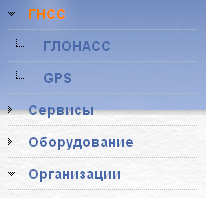 ГНСС
ГЛОНАСС
GPS
Сервисы
Оборудование
Организации